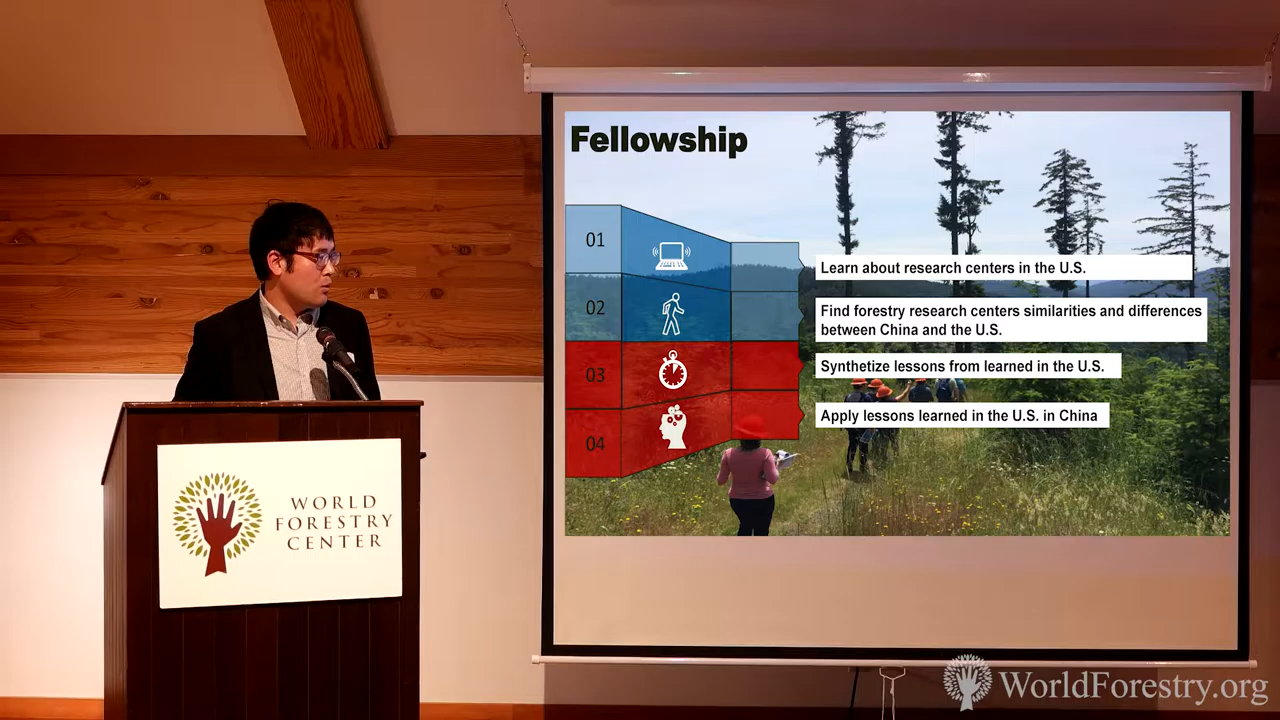 Fellowship
01
Learn about research centers in the U.S.
02
Find forestry research centers similarities and differences
between China and the U.S.
03
Synthetize lessons from learned in the U.S.
04
Apply lessons learned in the U.S. in China
WORLD
FORESTRY
CENTER
WorldForestry.org